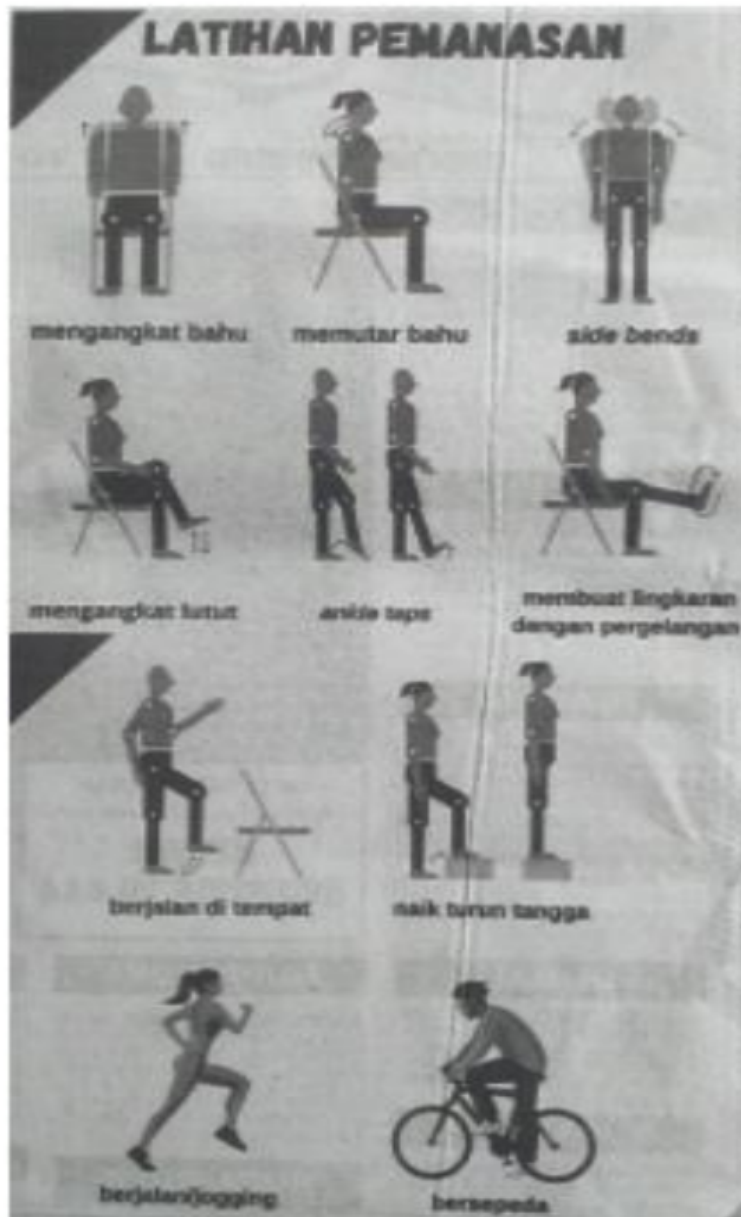 LATIHAN PEMANASAN
mengangkat bahu
memutar bahu
side bends
mengangkat lutut
ankle taps
membuat lingkaran
dengan pergelangan
berjalan di tempat
naik turun tangga
berjalan/jogging
bersepeda